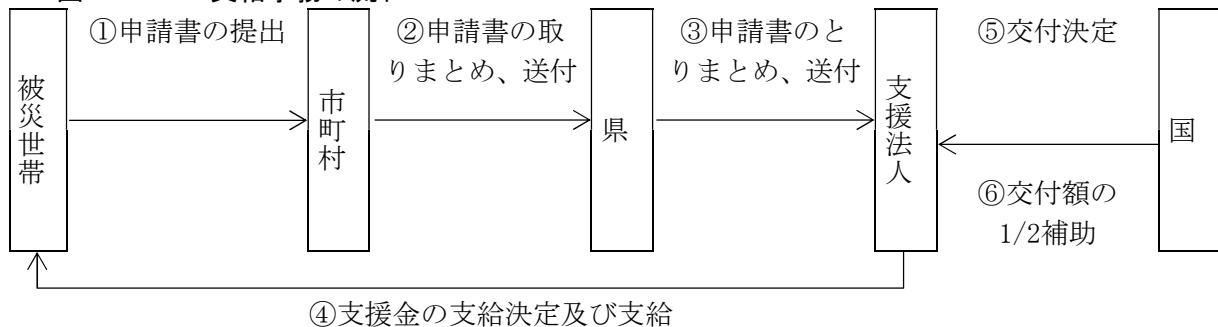 ①申請書の提出
②申請書の取
りまとめ、送付
③申請書のと
りまとめ、送付
⑤交付決定
被災世帯
市町村
県
支援法人
国
⑥交付額の
1/2補助
④支援金の支給決定及び支給